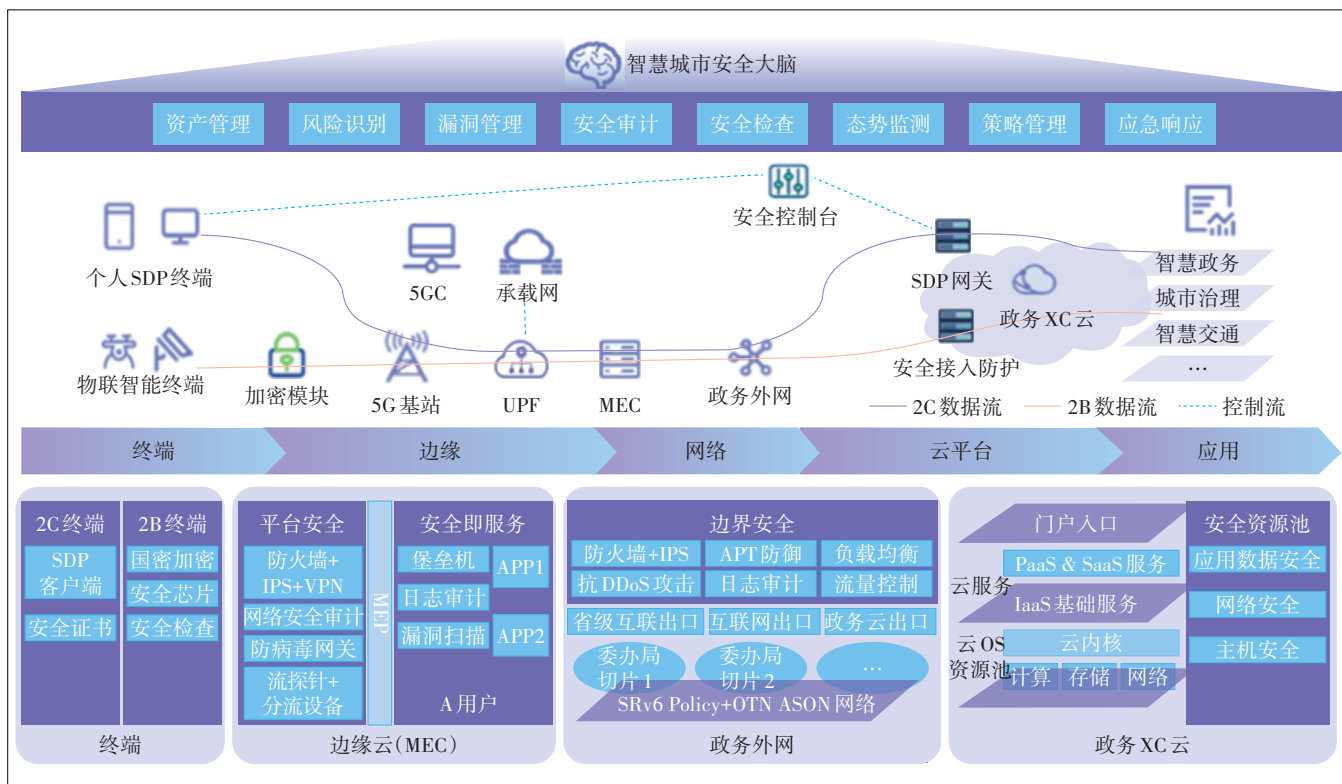 智慧城市安全大脑
资产管理 风险识别 漏洞管理 安全审计 安全检查 态势监测 策略管理 应急响应
安全控制台
个人SDP终端
5GC
承载网
SDP网关
政务XC云
智慧政务
城市治理
智慧交通
…
物联智能终端
加密模块
5G基站
UPF
MEC
政务外网
安全接入防护
2C数据流 2B数据流 控制流
终端 边缘 网络 云平台 应用
2C终端
SDP
客户端
安全证书
2B终端
国密加密
安全芯片
安全检查
终端
平台安全
防火墙+
IPS+VPN
网络安全审计
防病毒网关
流探针+
分流设备
MEP
安全即服务
堡垒机
日志审计
漏洞扫描
APP1
APP2
A用户
边缘云(MEC)
边界安全
防火墙+IPS APT防御 负载均衡
抗DDoS攻击 日志审计 流量控制
省级互联出口 互联网出口 政务云出口
委办局
切片1
委办局
切片2
…
SRv6 Policy+OTN ASON网络
政务外网
门户入口
云服务
PaaS & SaaS服务
IaaS基础服务
云OS
资源池
云内核
计算 存储 网络
安全资源池
应用数据安全
网络安全
主机安全
政务XC云